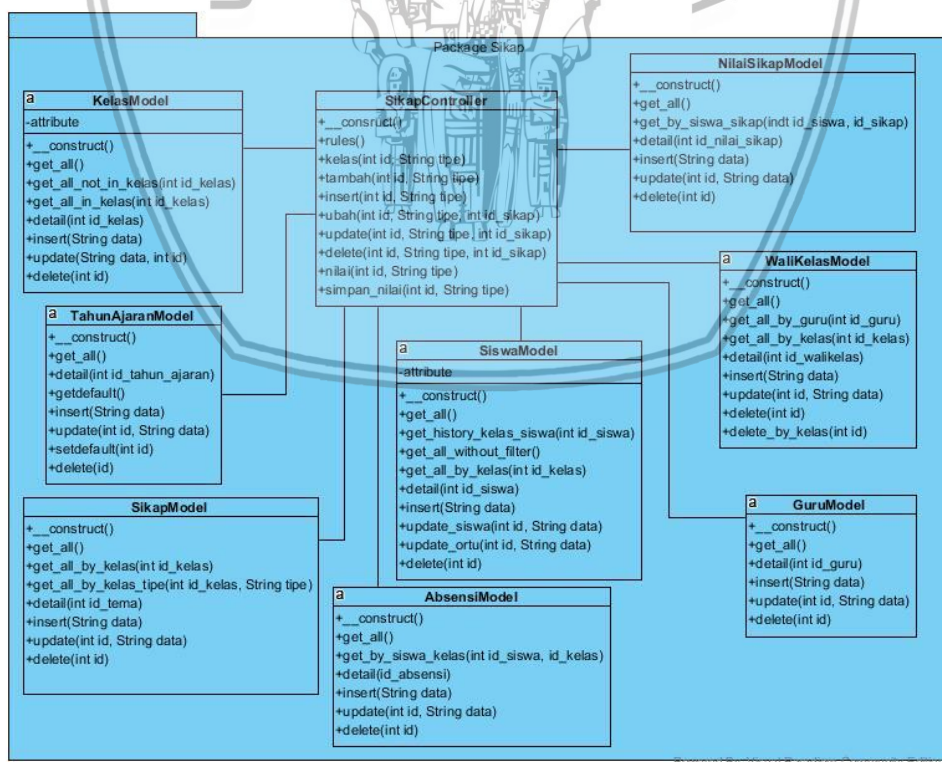 Package Sikap
a
KelasModel
-attribute
+__construct()
+get_all()
+get_all_not_in_kelas(int id_kelas)
+get_all_in_kelas(int id_kelas)
+detail(int id_kelas)
+insert(String data)
+update(String data, int id)
+delete(int id)
SikapController
+__consruct()
+rules()
+kelas(int id, String tipe)
+tambah(int id, String tipe)
+insert(int id, String tipe)
+ubah(int id, String tipe, int id_sikap)
+update(int id, String tipe, int id_sikap)
+delete(int id, String tipe, int id_sikap)
+nilai(int id, String tipe)
+simpan_nilai(int id, String tipe)
NilaiSikapModel
+__construct()
+get_all()
+get_by_siswa_sikap(indt id_siswa, id_sikap)
+detail(int id_nilai_sikap)
+insert(String data)
+update(int id, String data)
+delete(int id)
a
WaliKelasModel
+__construct()
+get_all()
+get_all_by_guru(int id_guru)
+get_all_by_kelas(int id_kelas)
+detail(int id_walikelas)
+insert(String data)
+update(int id, String data)
+delete(int id)
+delete_by_kelas(int id)
a
TahunAjaranModel
+__construct()
+get_all()
+detail(int id_tahun_ajaran)
+getdefault()
+insert(String data)
+update(int id, String data)
+setdefault(int id)
+delete(id)
a
SiswaModel
-attribute
+__construct()
+get_all()
+get_history_kelas_siswa(int id_siswa)
+get_all_without_filter()
+get_all_by_kelas(int id_kelas)
+detail(int id_siswa)
+insert(String data)
+update_siswa(int id, String data)
+update_ortu(int id, String data)
+delete(int id)
SikapModel
+__construct()
+get_all()
+get_all_by_kelas(int id_kelas)
+get_all_by_kelas_tipe(int id_kelas, String tipe)
+detail(int id_tema)
+insert(String data)
+update(int id, String data)
+delete(int id)
a
GuruModel
+__construct()
+get_all()
+detail(int id_guru)
+insert(String data)
+update(int id, String data)
+delete(int id)
a
AbsensiModel
+__construct()
+get_all()
+get_by_siswa_kelas(int id_siswa, id_kelas)
+detail(id_absensi)
+insert(String data)
+update(int id, String data)
+delete(int id)